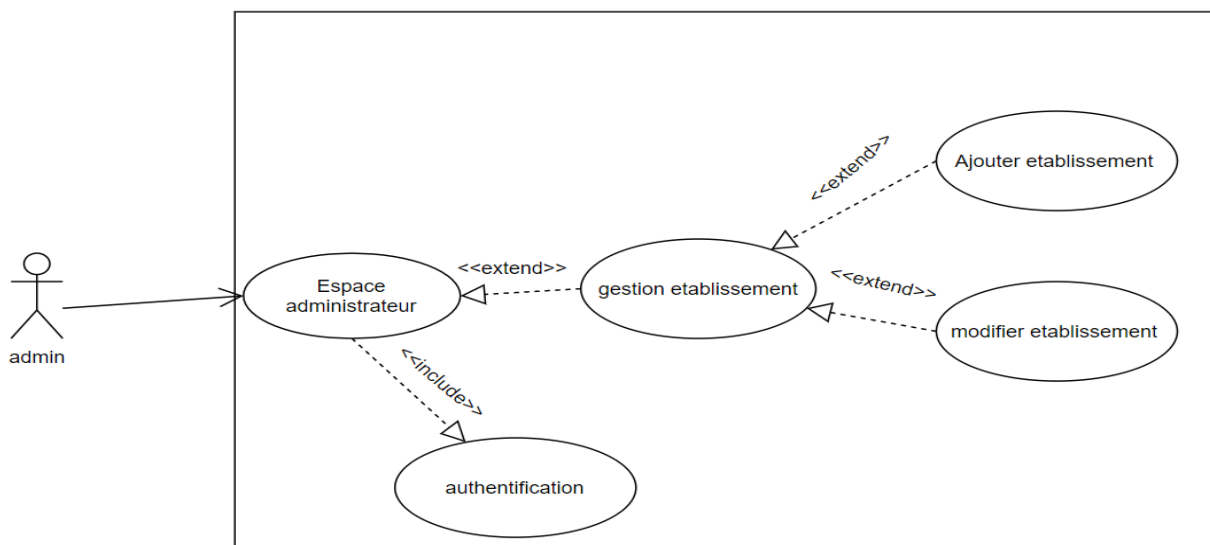 Ajouter etablissement
<<extend>>
<<extend>>
Espace
administrateur
gestion etablissement
<<extend>>
modifier etablissement
admin
<<include>>
authentification